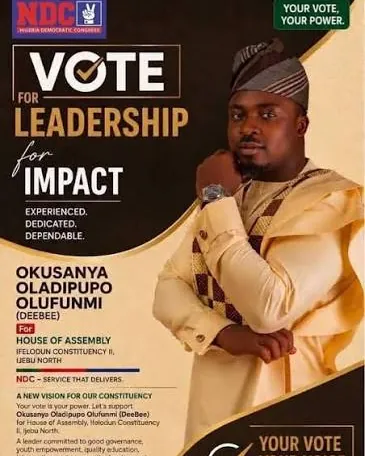 NDC
NIGERIA DEMOCRATIC CONGRESS
YOUR VOTE,
YOUR POWER.
VOTE
FOR
LEADERSHIP
for
IMPACT
EXPERIENCED.
DEDICATED.
DEPENDABLE.
OKUSANYA
OLADIPUPO
OLUFUNMI
(DEEBEE)
For
HOUSE OF ASSEMBLY
IFELODUN CONSTITUENCY II,
IJEBU NORTH
NDC – SERVICE THAT DELIVERS.
A NEW VISION FOR OUR CONSTITUENCY
Your vote is your power. Let's support
Okusanya Oladipupo Olufunmi (DeeBee)
for House of Assembly, Ifelodun Constituency
II, Ijebu North.
A leader committed to good governance,
youth empowerment, quality education,
YOUR VOTE